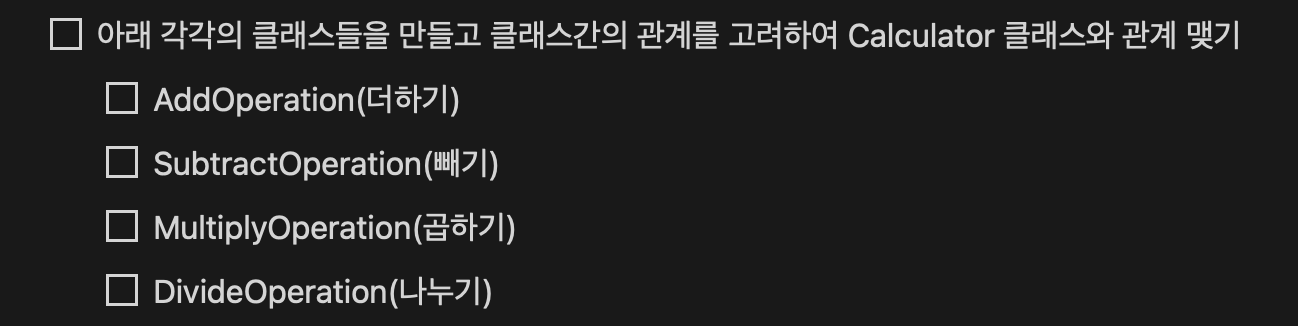 아래 각각의 클래스들을 만들고 클래스간의 관계를 고려하여 Calculator 클래스와 관계 맺기
AddOperation(더하기)
SubtractOperation(빼기)
MultiplyOperation(곱하기)
DivideOperation(나누기)